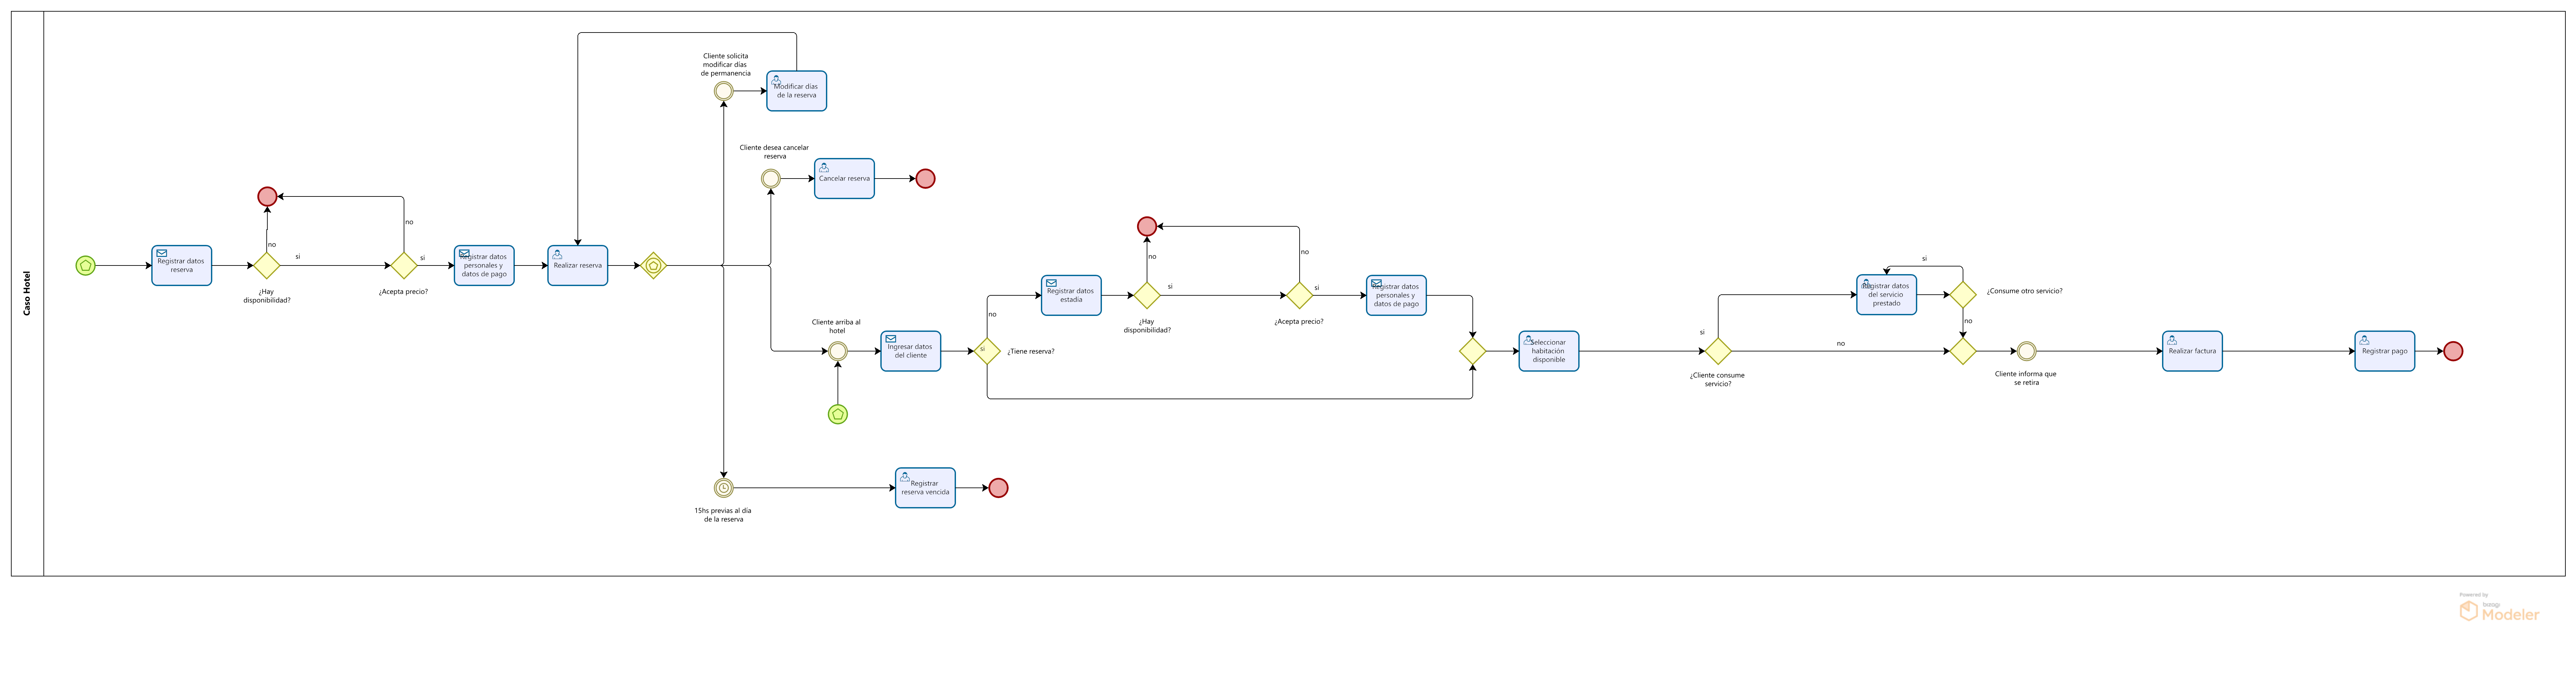 Caso Hotel
Registrar datos
reserva
no
si
¿Hay
disponibilidad?
no
¿Acepta precio?
si
Registrar datos
personales y
datos de pago
Realizar reserva
Cliente solicita
modificar días
de permanencia
Modificar días
de la reserva
Cliente desea cancelar
reserva
Cancelar reserva
Cliente arriba al
hotel
Ingresar datos
del cliente
15hs previas al día
de la reserva
Registrar
reserva vencida
si
¿Tiene reserva?
no
Registrar datos
estadía
no
si
¿Hay
disponibilidad?
no
¿Acepta precio?
si
Registrar datos
personales y
datos de pago
Seleccionar
habitación
disponible
si
¿Cliente consume
servicio?
no
Registrar datos
del servicio
prestado
si
¿Consume otro servicio?
no
Cliente informa que
se retira
Realizar factura
Registrar pago
Powered by
bizagi
Modeler